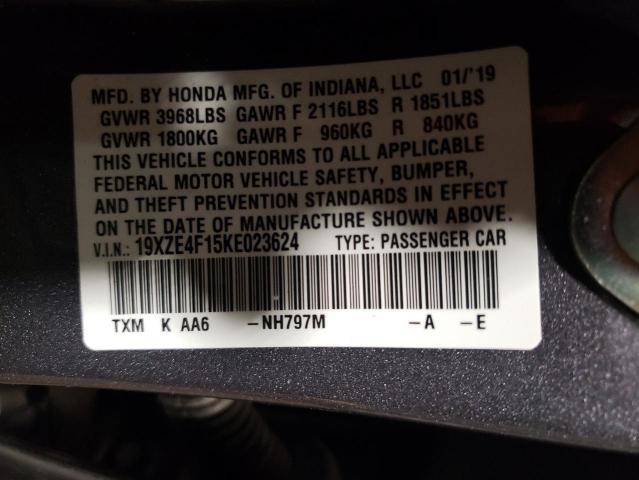 MFD. BY HONDA MFG. OF INDIANA, LLC 01/'19
GVWR 3968LBS GAWR F 2116LBS R 1851LBS
GVWR 1800KG GAWR F 960KG R 840KG
THIS VEHICLE CONFORMS TO ALL APPLICABLE
FEDERAL MOTOR VEHICLE SAFETY, BUMPER,
AND THEFT PREVENTION STANDARDS IN EFFECT
ON THE DATE OF MANUFACTURE SHOWN ABOVE.
V.I.N.: 19XZE4F15KE023624 TYPE: PASSENGER CAR
TXM K AA6 -NH797M -A -E